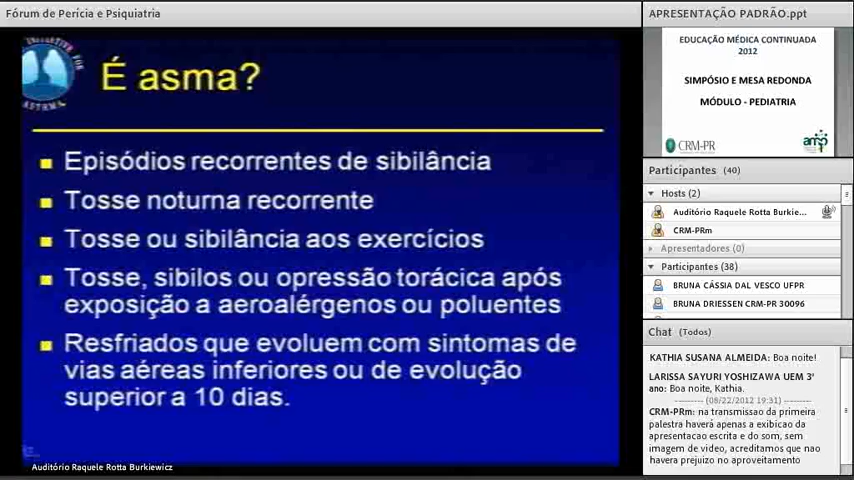 Fórum de Perícia e Psiquiatria
INITIATIVE FOR
ASTHMA
É asma?
Episódios recorrentes de sibilância
Tosse noturna recorrente
Tosse ou sibilância aos exercícios
Tosse, sibilos ou opressão torácica após
exposição a aeroalérgenos ou poluentes
Resfriados que evoluem com sintomas de
vias aéreas inferiores ou de evolução
superior a 10 dias.
Auditório Raquele Rotta Burkiewicz
APRESENTAÇÃO PADRÃO.ppt
EDUCAÇÃO MÉDICA CONTINUADA
2012
SIMPÓSIO E MESA REDONDA
MÓDULO - PEDIATRIA
CRM-PR
amp
Participantes (40)
Hosts (2)
Auditório Raquele Rotta Burkie...
CRM-PRm
Apresentadores (0)
Participantes (38)
BRUNA CÁSSIA DAL VESCO UFPR
BRUNA DRIESSEN CRM-PR 30096
Chat (Todos)
KATHIA SUSANA ALMEIDA: Boa noite!
LARISSA SAYURI YOSHIZAWA UEM 3°
ano: Boa noite, Kathia.
--------- (08/22/2012 19:31) ---------
CRM-PRm: na transmissao da primeira
palestra haverá apenas a exibicao da
apresentacao escrita e do som, sem
imagem de video, acreditamos que nao
havera prejuizo no aproveitamento